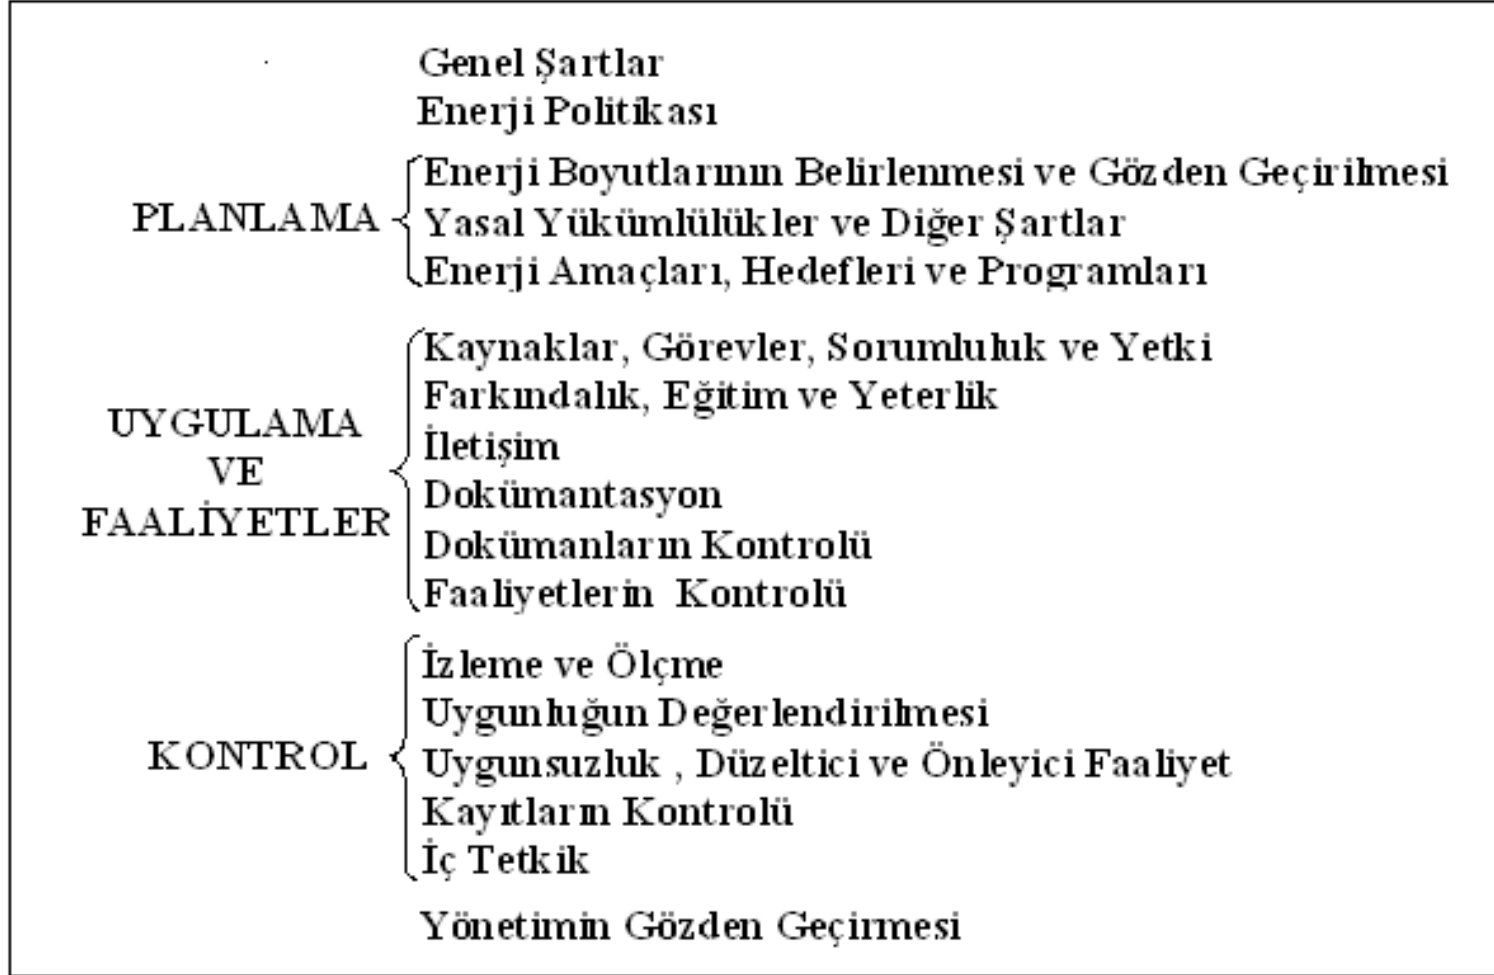 Genel Şartlar
Enerji Politikası
PLANLAMA
Enerji Boyutlarının Belirlenmesi ve Gözden Geçirilmesi
Yasal Yükümlülükler ve Diğer Şartlar
Enerji Amaçları, Hedefleri ve Programları
UYGULAMA
VE
FAALİYETLER
Kaynaklar, Görevler, Sorumluluk ve Yetki
Farkındalık, Eğitim ve Yeterlik
İletişim
Dokümantasyon
Dokümanların Kontrolü
Faaliyetlerin Kontrolü
KONTROL
İzleme ve Ölçme
Uygunluğun Değerlendirilmesi
Uygunsuzluk , Düzeltici ve Önleyici Faaliyet
Kayıtların Kontrolü
İç Tetkik
Yönetimin Gözden Geçirmesi